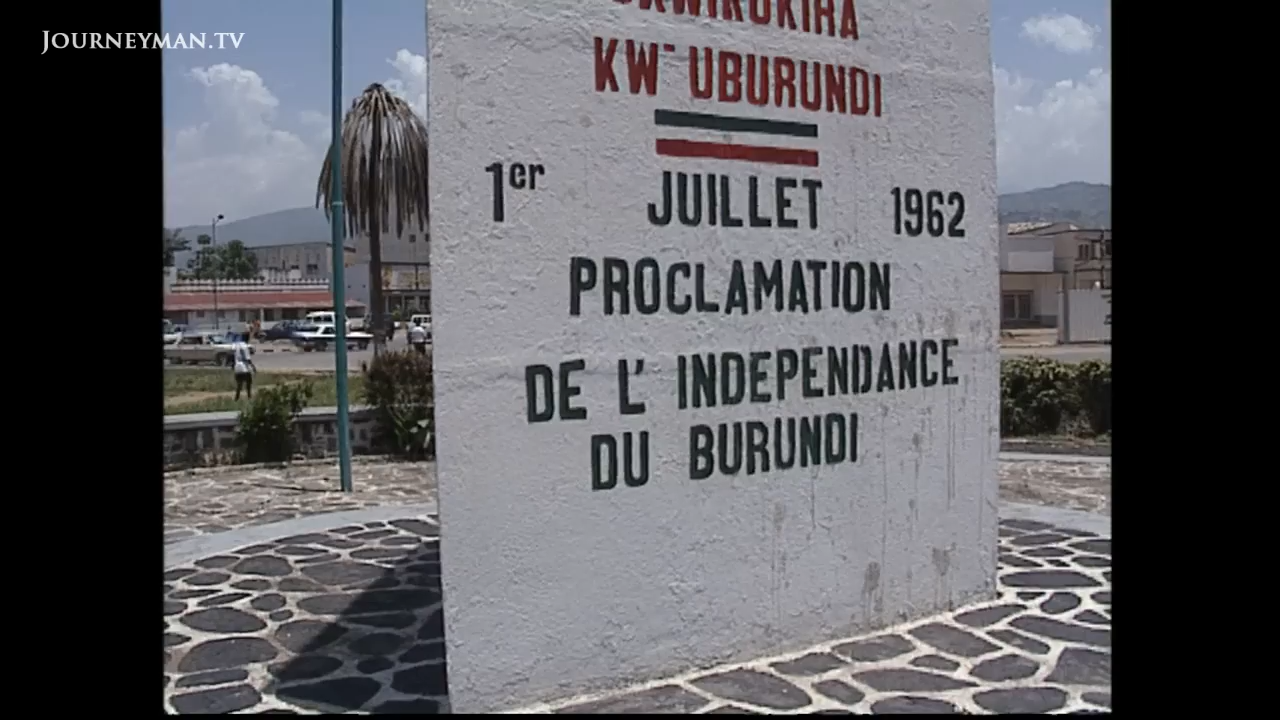 JOURNEYMAN.TV
KW' UBURUNDI
1er JUILLET 1962
PROCLAMATION
DE L' INDEPENDANCE
DU BURUNDI